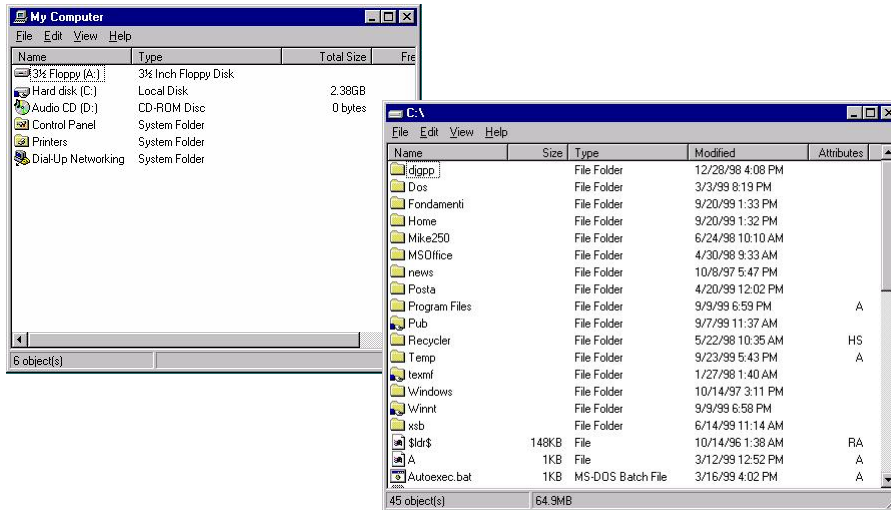 My Computer
File Edit View Help
Name Type Total Size Fre
3½ Floppy (A:) 3½ Inch Floppy Disk
Hard disk (C:) Local Disk 2.38GB
Audio CD (D:) CD-ROM Disc 0 bytes
Control Panel System Folder
Printers System Folder
Dial-Up Networking System Folder
6 object(s)
C:\
File Edit View Help
Name Size Type Modified Attributes
djgpp File Folder 12/28/98 4:08 PM
Dos File Folder 3/3/99 8:19 PM
Fondamenti File Folder 9/20/99 1:33 PM
Home File Folder 9/20/99 1:32 PM
Mike250 File Folder 6/24/98 10:10 AM
MSOffice File Folder 4/30/98 9:33 AM
news File Folder 10/8/97 5:47 PM
Posta File Folder 4/20/99 12:02 PM
Program Files File Folder 9/9/99 6:59 PM A
Pub File Folder 9/7/99 11:37 AM
Recycler File Folder 5/22/98 10:35 AM HS
Temp File Folder 9/23/99 5:43 PM A
texmf File Folder 1/27/98 1:40 AM
Windows File Folder 10/14/97 3:11 PM
Winnt File Folder 9/9/99 6:58 PM
xsb File Folder 6/14/99 11:14 AM
$ldr$ 148KB File 10/14/96 1:38 AM RA
A 1KB File 3/12/99 12:52 PM A
Autoexec.bat 1KB MS-DOS Batch File 3/16/99 4:02 PM A
45 object(s) 64.9MB